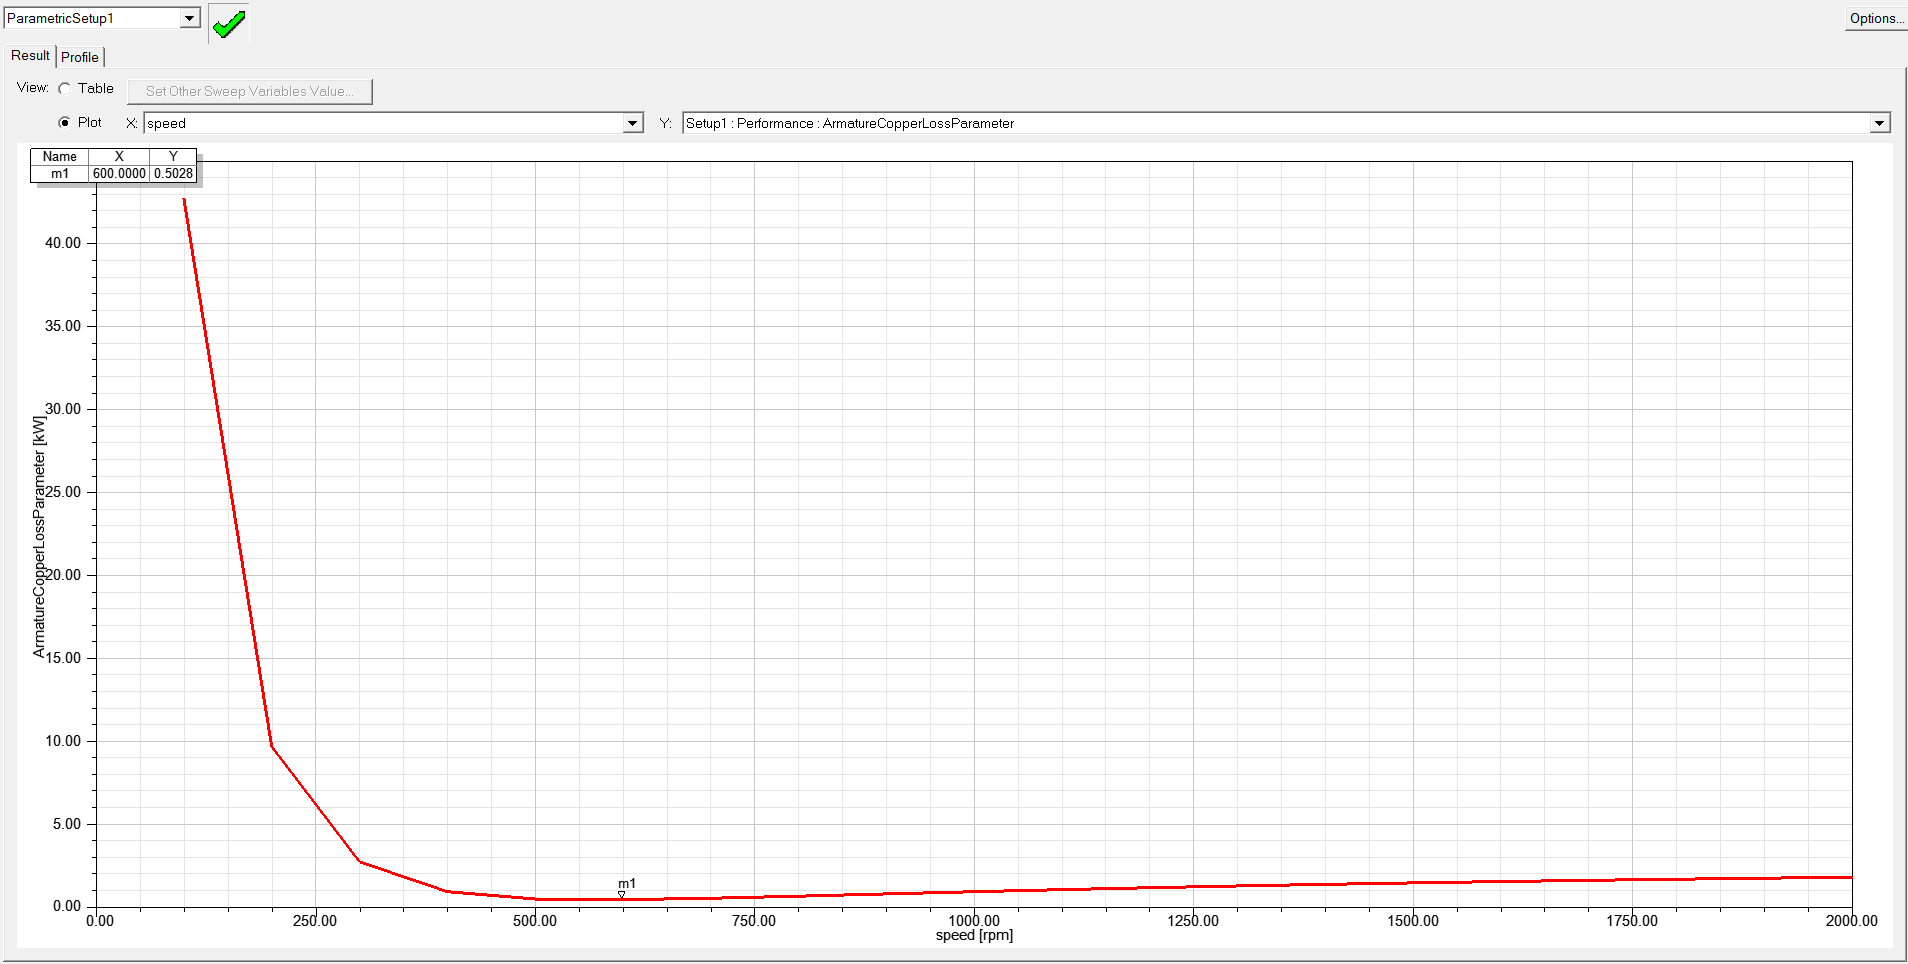 ParametricSetup1
Options...
Result Profile
View: Table Set Other Sweep Variables Value...
Plot X: speed Y: Setup1 : Performance : ArmatureCopperLossParameter
Name X Y
m1 600.0000 0.5028
40.00
35.00
30.00
25.00
20.00
15.00
10.00
5.00
0.00
ArmatureCopperLossParameter [kW]
m1
0.00 250.00 500.00 750.00 1000.00 1250.00 1500.00 1750.00 2000.00
speed [rpm]